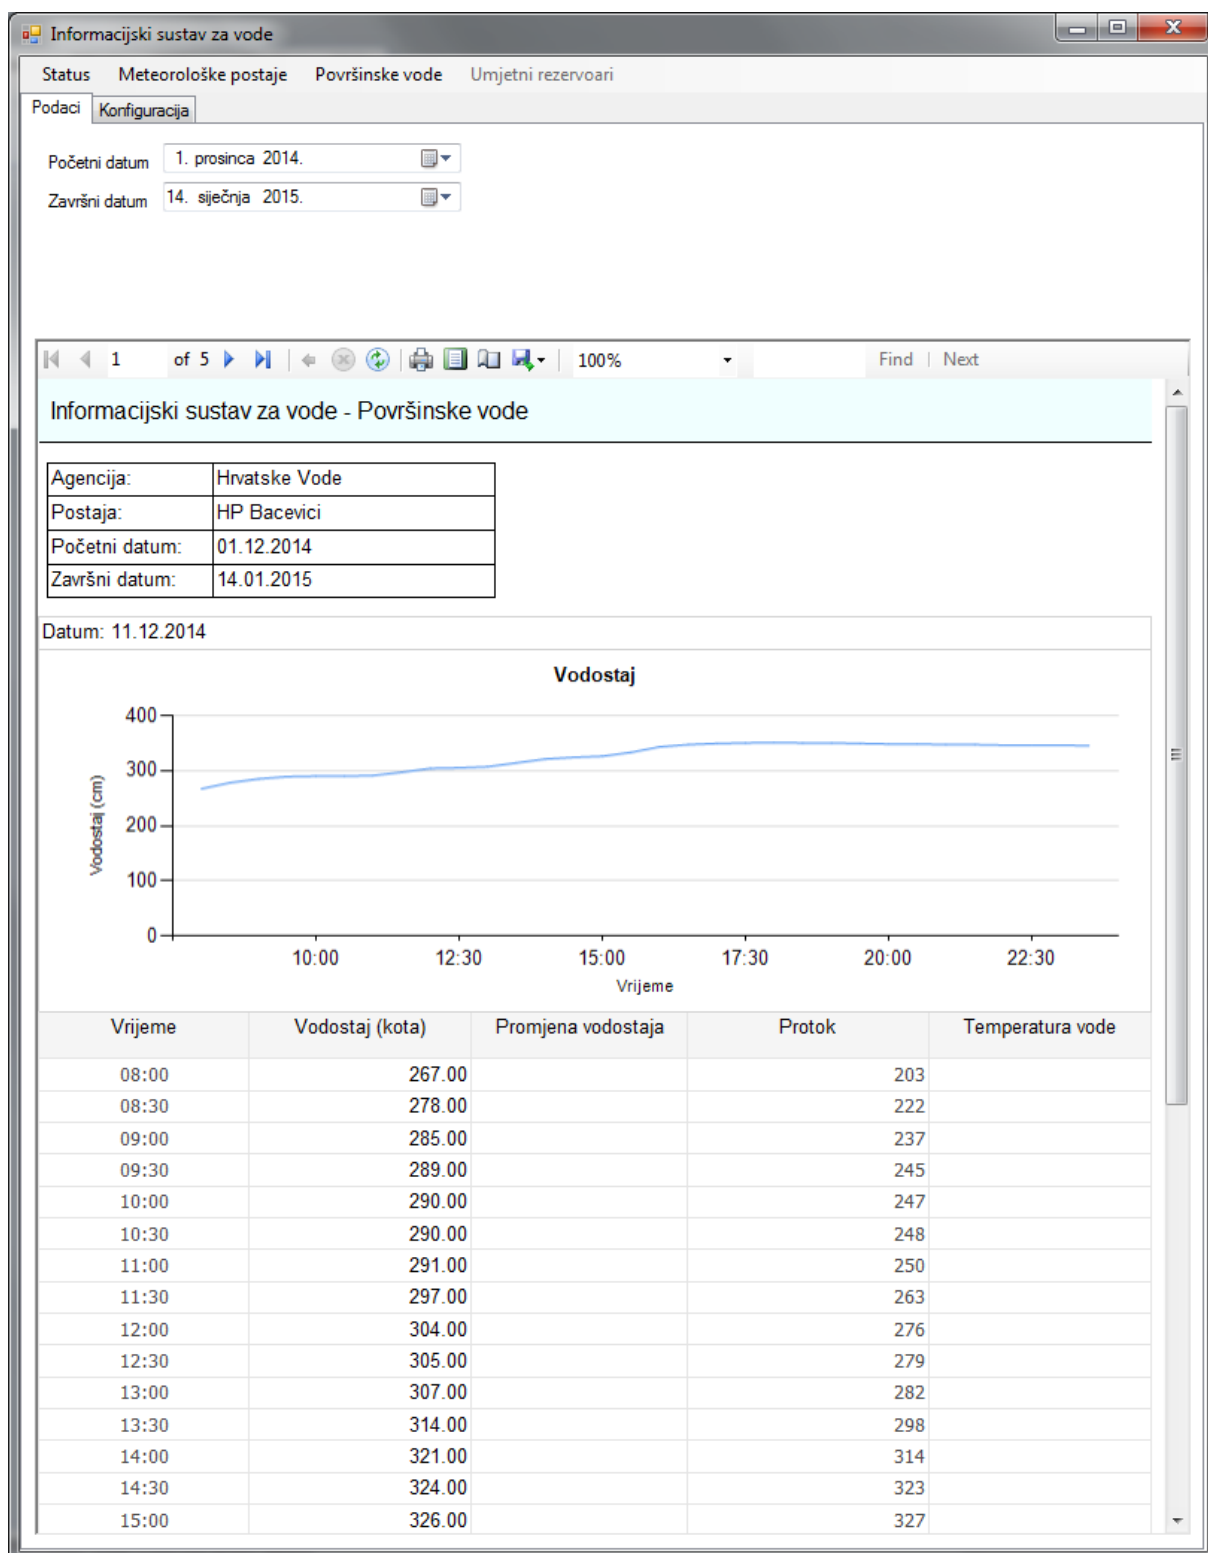 Informacijski sustav za vode
Status Meteorološke postaje Površinske vode Umjetni rezervoari
Podaci Konfiguracija
Početni datum 1. prosinca 2014.
Završni datum 14. siječnja 2015.
1 of 5 100% Find | Next
Informacijski sustav za vode - Površinske vode
Agencija: Hrvatske Vode
Postaja: HP Bacevici
Početni datum: 01.12.2014
Završni datum: 14.01.2015
Datum: 11.12.2014
Vodostaj
Vodostaj (cm)
400
300
200
100
0
10:00 12:30 15:00 17:30 20:00 22:30
Vrijeme
Vrijeme Vodostaj (kota) Promjena vodostaja Protok Temperatura vode
08:00 267.00 203
08:30 278.00 222
09:00 285.00 237
09:30 289.00 245
10:00 290.00 247
10:30 290.00 248
11:00 291.00 250
11:30 297.00 263
12:00 304.00 276
12:30 305.00 279
13:00 307.00 282
13:30 314.00 298
14:00 321.00 314
14:30 324.00 323
15:00 326.00 327